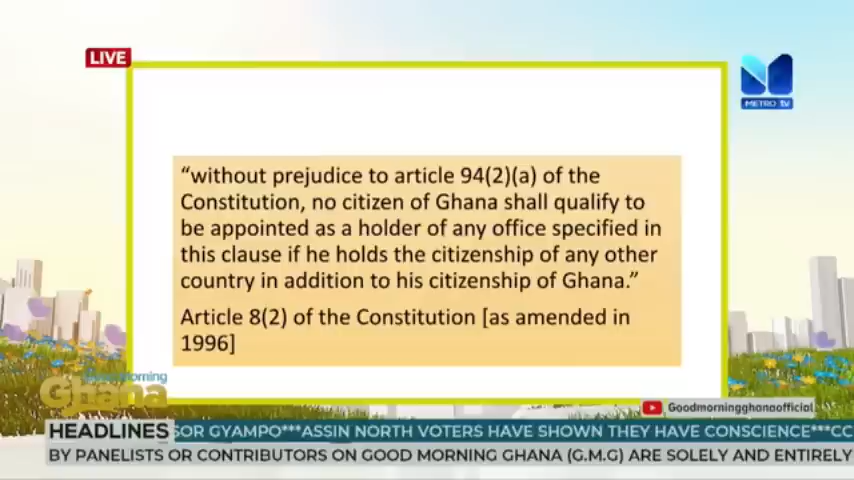 LIVE
METRO tv
“without prejudice to article 94(2)(a) of the
Constitution, no citizen of Ghana shall qualify to
be appointed as a holder of any office specified in
this clause if he holds the citizenship of any other
country in addition to his citizenship of Ghana.”
Article 8(2) of the Constitution [as amended in
1996]
Morning
Ghana
Goodmorningghanaofficial
HEADLINES
SOR GYAMPO***ASSIN NORTH VOTERS HAVE SHOWN THEY HAVE CONSCIENCE***CC
BY PANELISTS OR CONTRIBUTORS ON GOOD MORNING GHANA (G.M.G) ARE SOLELY AND ENTIRELY